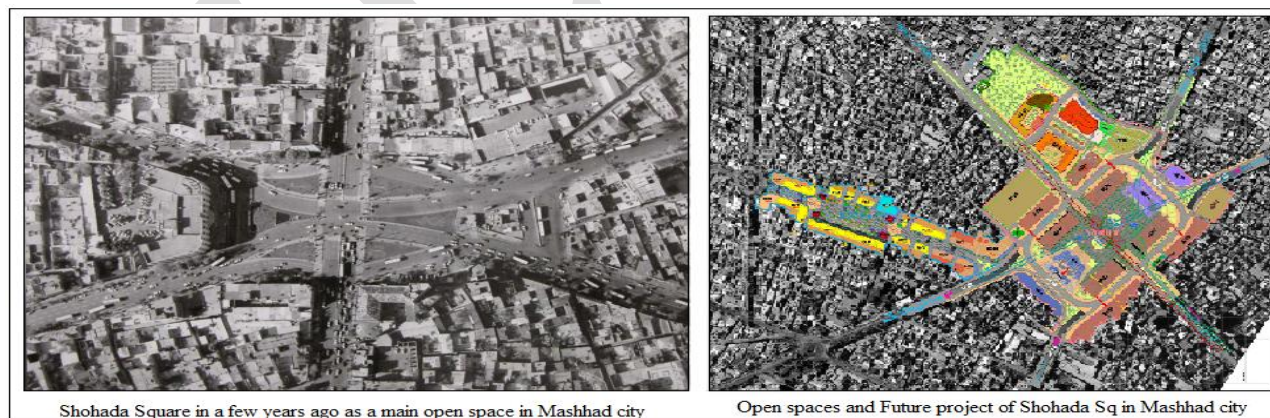 Shohada Square in a few years ago as a main open space in Mashhad city
Open spaces and Future project of Shohada Sq in Mashhad city